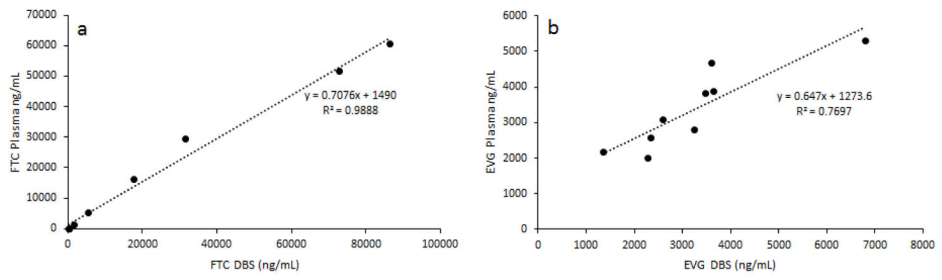 a
70000
60000
50000
40000
30000
20000
10000
0
FTC Plasma ng/mL
y = 0.7076x + 1490
R² = 0.9888
0 20000 40000 60000 80000 100000
FTC DBS (ng/mL)
b
6000
5000
4000
3000
2000
1000
0
EVG Plasma ng/mL
y = 0.647x + 1273.6
R² = 0.7697
0 1000 2000 3000 4000 5000 6000 7000 8000
EVG DBS (ng/mL)